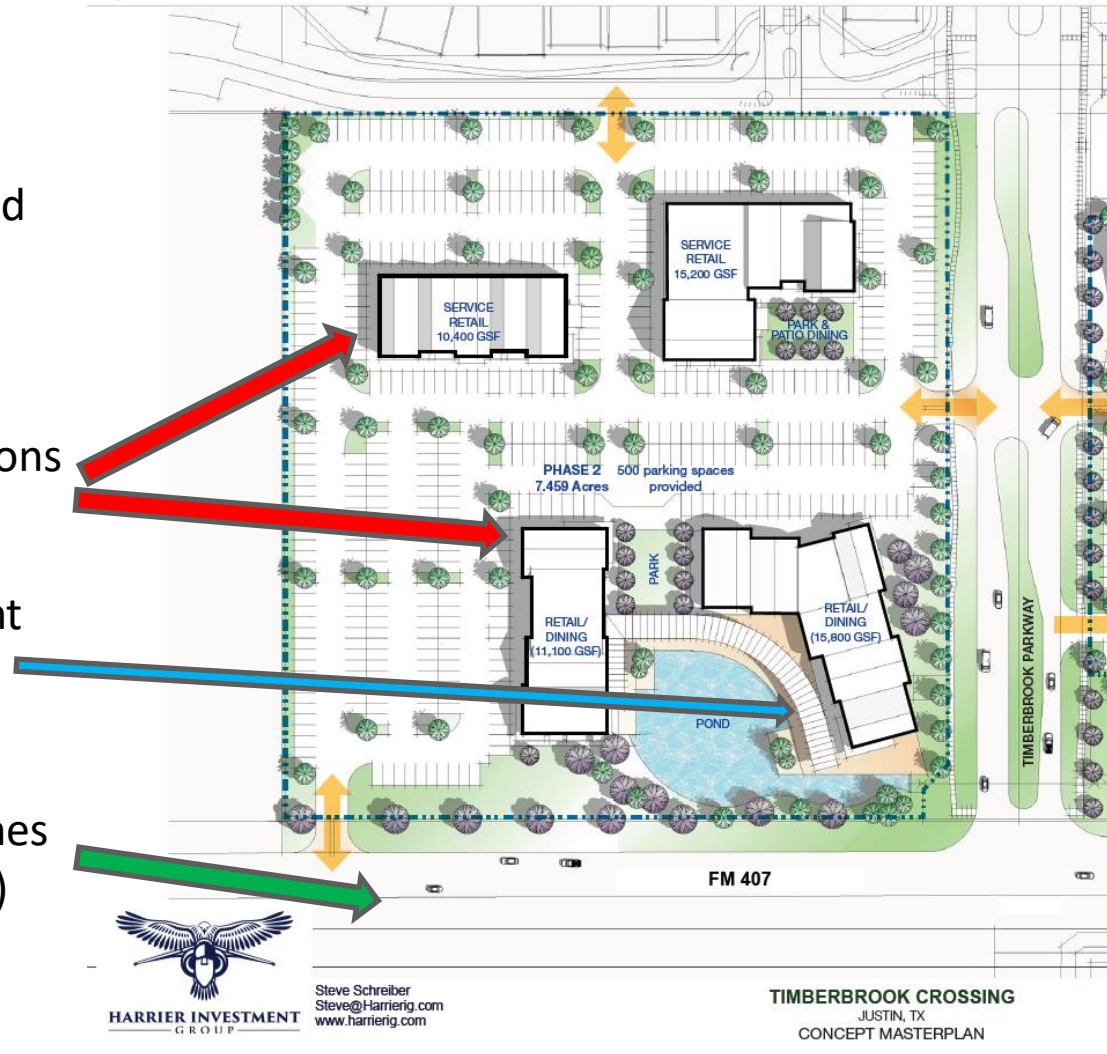 d
SERVICE
RETAIL
15,200 GSF
SERVICE
RETAIL
10,400 GSF
PARK &
PATIO DINING
ons
PHASE 2 500 parking spaces
7.459 Acres provided
PARK
nt
RETAIL/
DINING
(11,100 GSF)
RETAIL/
DINING
(15,800 GSF)
POND
TIMBERBROOK PARKWAY
nes
)
FM 407
HARRIER INVESTMENT
GROUP
Steve Schreiber
Steve@Harrierig.com
www.harrierig.com
TIMBERBROOK CROSSING
JUSTIN, TX
CONCEPT MASTERPLAN